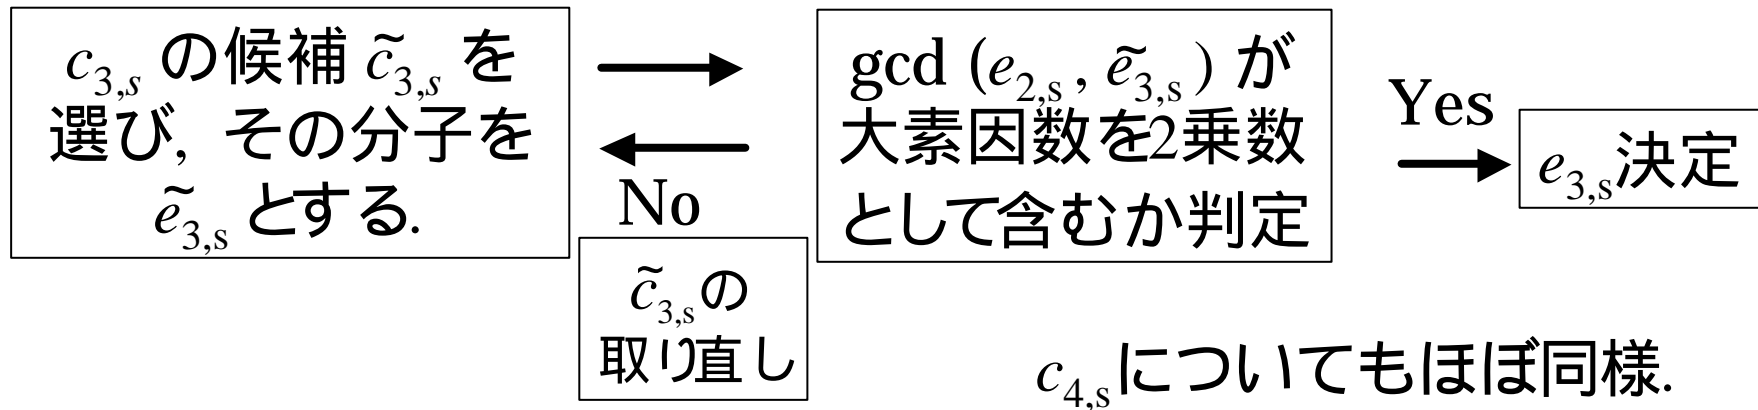 c₃,ₛ の候補 c̃₃,ₛ を
選び, その分子を
ẽ₃,ₛ とする.
gcd (e₂,ₛ, ẽ₃,ₛ) が
大素因数を2乗数
として含むか判定
Yes
e₃,ₛ決定
No
c̃₃,ₛの
取り直し
c₄,ₛについてもほぼ同様.